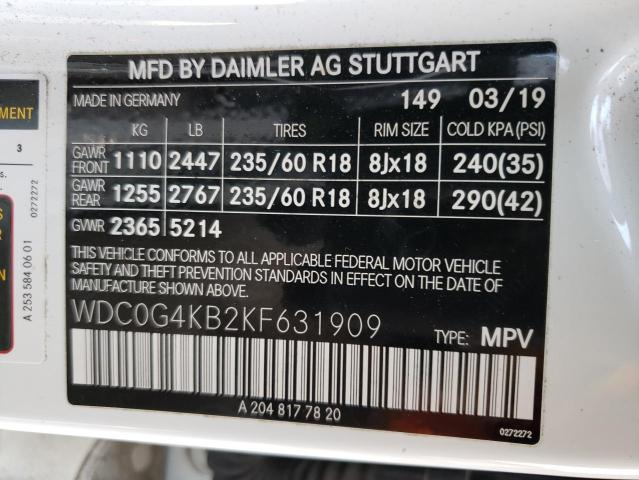 MFD BY DAIMLER AG STUTTGART
MADE IN GERMANY 149 03/19
KG LB TIRES RIM SIZE COLD KPA (PSI)
GAWR FRONT 1110 2447 235/60 R18 8Jx18 240(35)
GAWR REAR 1255 2767 235/60 R18 8Jx18 290(42)
GVWR 2365 5214
THIS VEHICLE CONFORMS TO ALL APPLICABLE FEDERAL MOTOR VEHICLE
SAFETY AND THEFT PREVENTION STANDARDS IN EFFECT ON THE DATE OF
MANUFACTURE SHOWN ABOVE.
WDC0G4KB2KF631909 TYPE: MPV
A 204 817 78 20
0272272
3
0272272
A 253 584 06 01